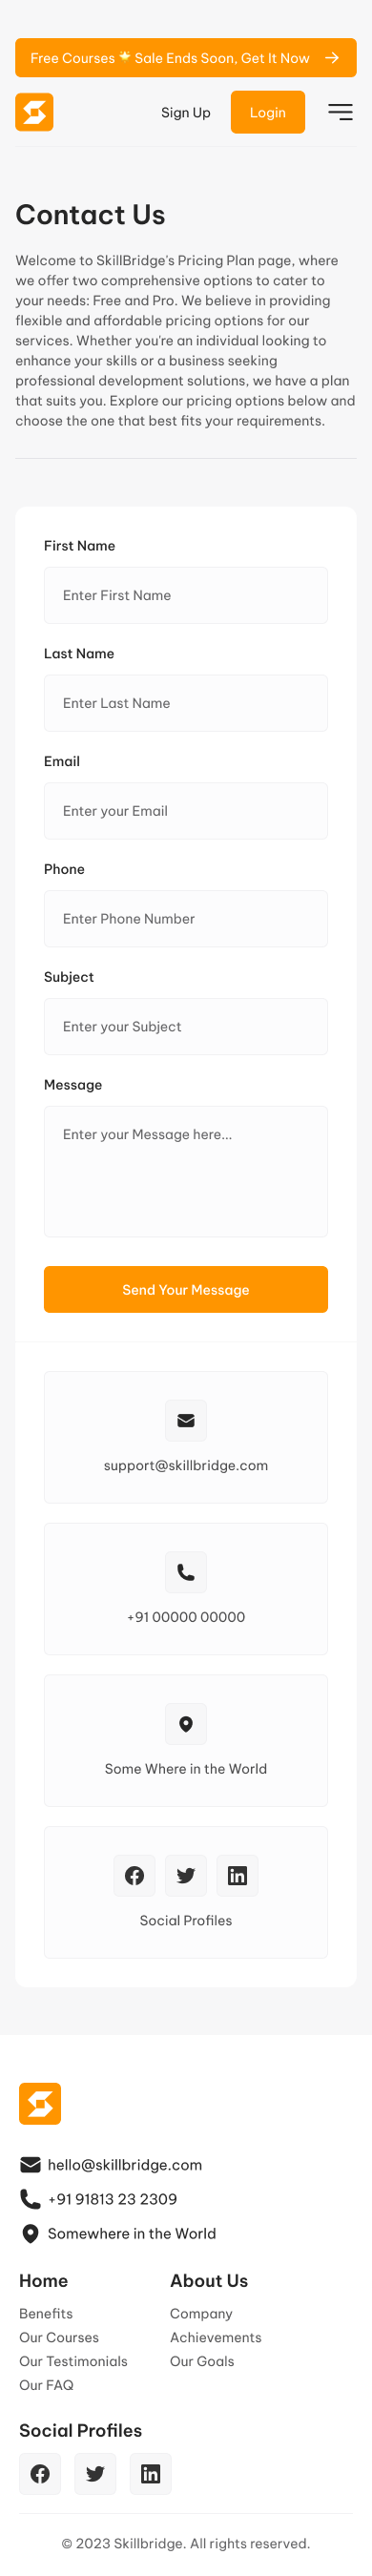 Free Courses 🌟 Sale Ends Soon, Get It Now
Sign Up
Login
Contact Us
Welcome to SkillBridge's Pricing Plan page, where
we offer two comprehensive options to cater to
your needs: Free and Pro. We believe in providing
flexible and affordable pricing options for our
services. Whether you're an individual looking to
enhance your skills or a business seeking
professional development solutions, we have a plan
that suits you. Explore our pricing options below and
choose the one that best fits your requirements.
First Name
Enter First Name
Last Name
Enter Last Name
Email
Enter your Email
Phone
Enter Phone Number
Subject
Enter your Subject
Message
Enter your Message here...
Send Your Message
support@skillbridge.com
+91 00000 00000
Some Where in the World
Social Profiles
hello@skillbridge.com
+91 91813 23 2309
Somewhere in the World
Home
Benefits
Our Courses
Our Testimonials
Our FAQ
About Us
Company
Achievements
Our Goals
Social Profiles
© 2023 Skillbridge. All rights reserved.